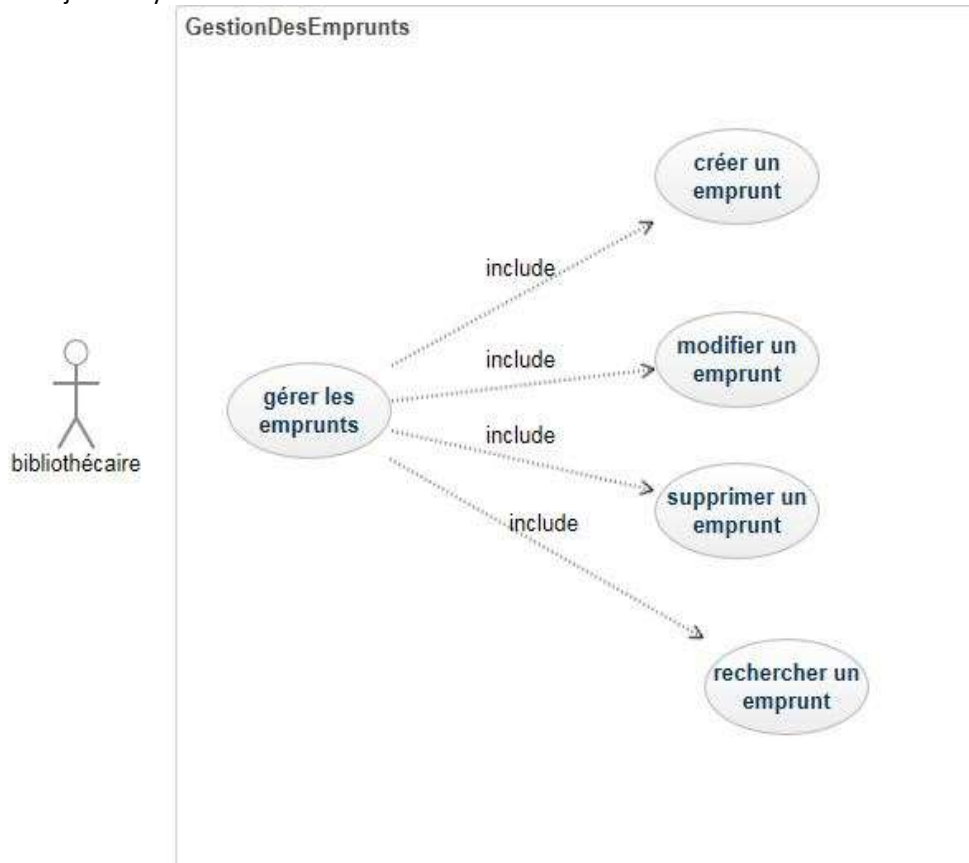 GestionDesEmprunts
créer un
emprunt
include
modifier un
emprunt
include
gérer les
emprunts
include
supprimer un
emprunt
bibliothécaire
include
rechercher un
emprunt